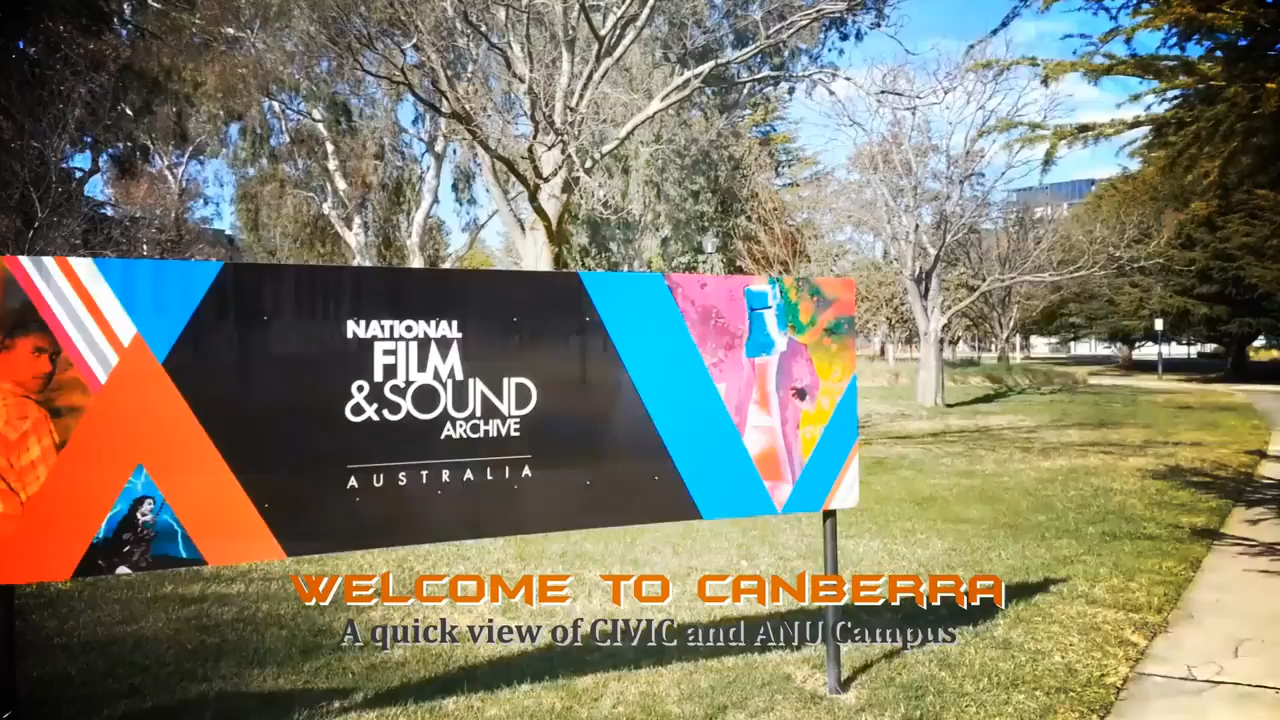 NATIONAL
FILM
&SOUND
ARCHIVE
AUSTRALIA
WELCOME TO CANBERRA
A quick view of CIVIC and ANU Campus